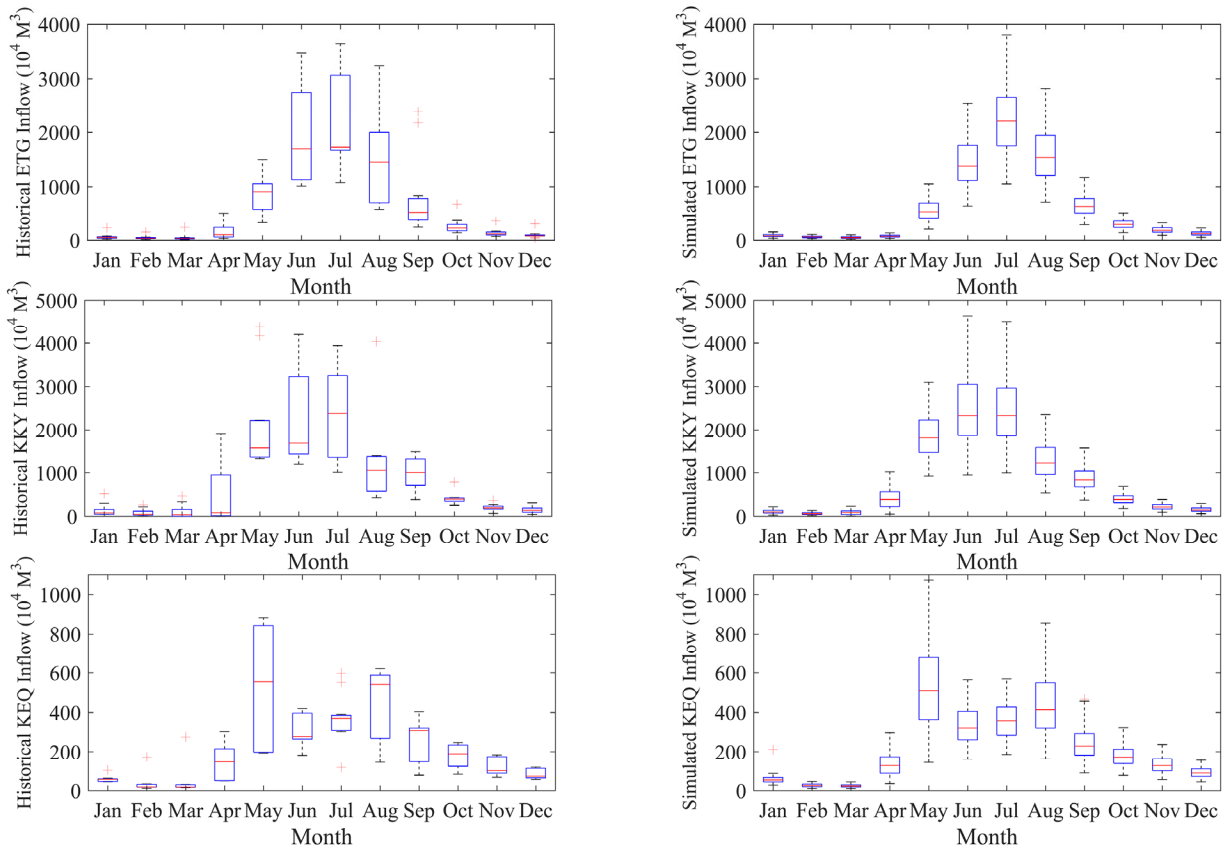 Historical ETG Inflow (10⁴ M³)
4000
3000
2000
1000
0
Jan Feb Mar Apr May Jun Jul Aug Sep Oct Nov Dec
Month
Simulated ETG Inflow (10⁴ M³)
4000
3000
2000
1000
0
Jan Feb Mar Apr May Jun Jul Aug Sep Oct Nov Dec
Month
Historical KKY Inflow (10⁴ M³)
5000
4000
3000
2000
1000
0
Jan Feb Mar Apr May Jun Jul Aug Sep Oct Nov Dec
Month
Simulated KKY Inflow (10⁴ M³)
5000
4000
3000
2000
1000
0
Jan Feb Mar Apr May Jun Jul Aug Sep Oct Nov Dec
Month
Historical KEQ Inflow (10⁴ M³)
1000
800
600
400
200
0
Jan Feb Mar Apr May Jun Jul Aug Sep Oct Nov Dec
Month
Simulated KEQ Inflow (10⁴ M³)
1000
800
600
400
200
0
Jan Feb Mar Apr May Jun Jul Aug Sep Oct Nov Dec
Month